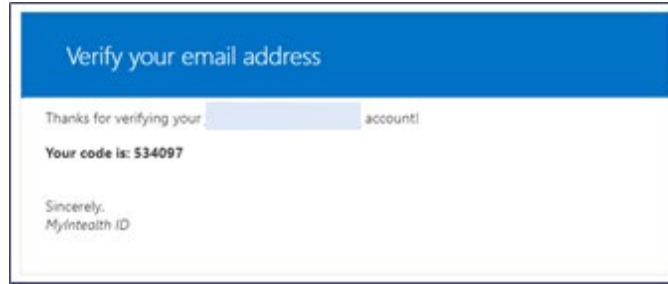 Verify your email address
Thanks for verifying your account!
Your code is: 534097
Sincerely,
MyIntealth ID